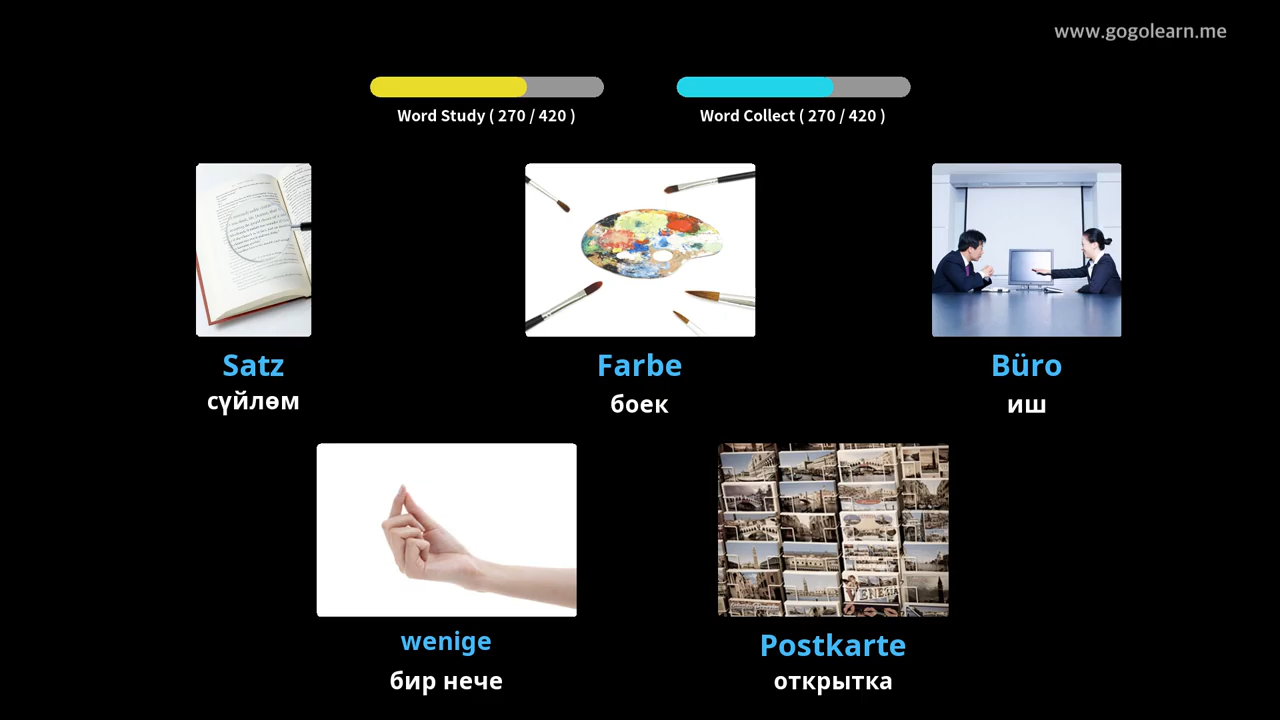 www.gogolearn.me
Word Study ( 270 / 420 )
Word Collect ( 270 / 420 )
Satz
сүйлөм
Farbe
боек
Büro
иш
wenige
бир нече
Postkarte
открытка